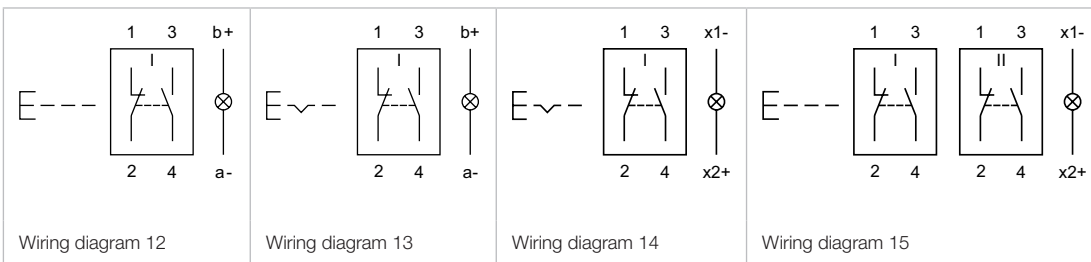 1 3 b+
I
2 4 a-
Wiring diagram 12
1 3 b+
I
2 4 a-
Wiring diagram 13
1 3 x1-
I
2 4 x2+
Wiring diagram 14
1 3 1 3 x1-
I II
2 4 2 4 x2+
Wiring diagram 15